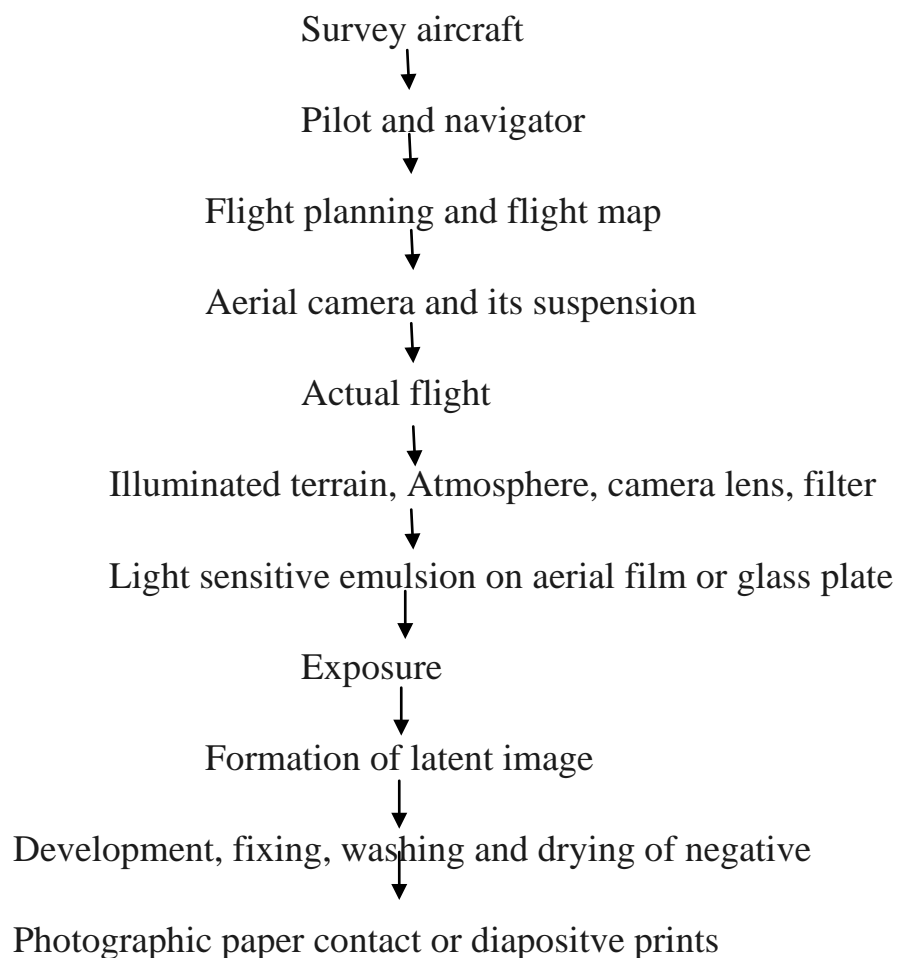 Survey aircraft
Pilot and navigator
Flight planning and flight map
Aerial camera and its suspension
Actual flight
Illuminated terrain, Atmosphere, camera lens, filter
Light sensitive emulsion on aerial film or glass plate
Exposure
Formation of latent image
Development, fixing, washing and drying of negative
Photographic paper contact or diapositve prints